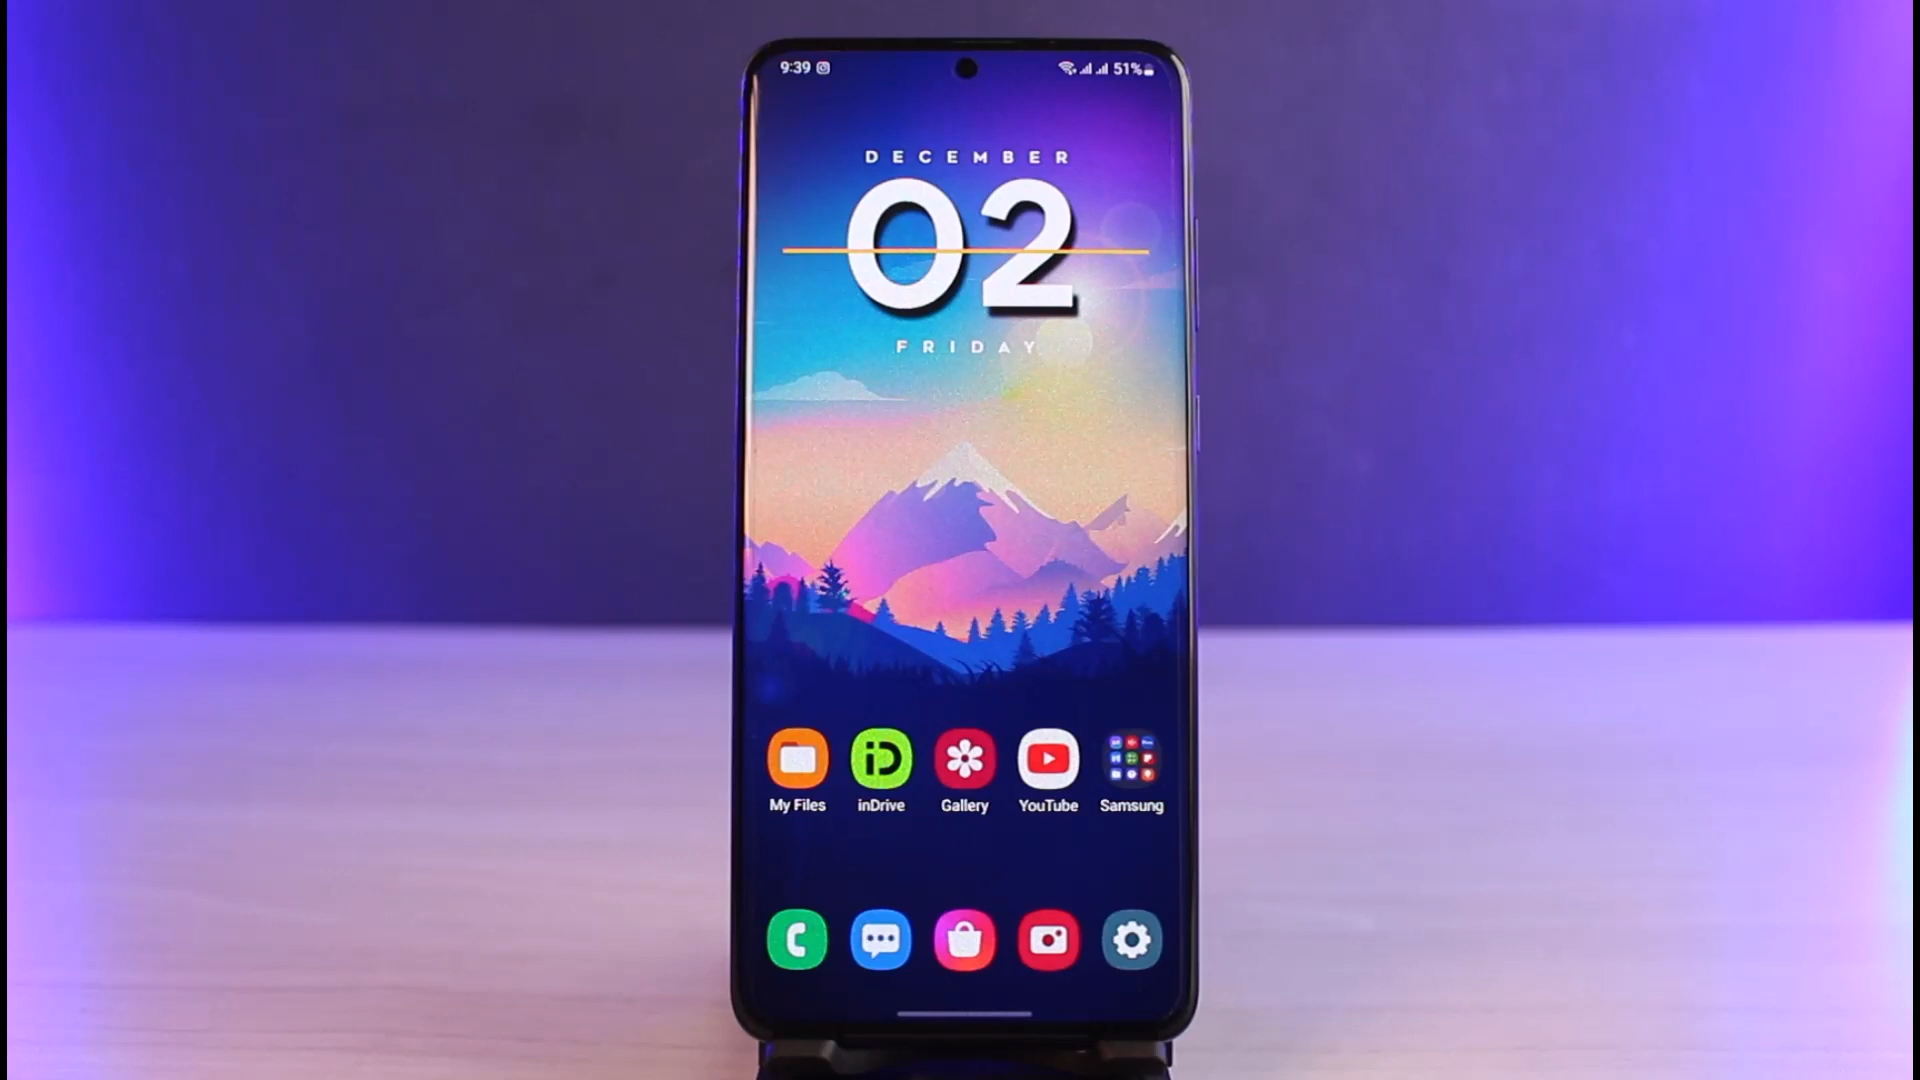 9:39 51%
DECEMBER
02
FRIDAY
My Files inDrive Gallery YouTube Samsung